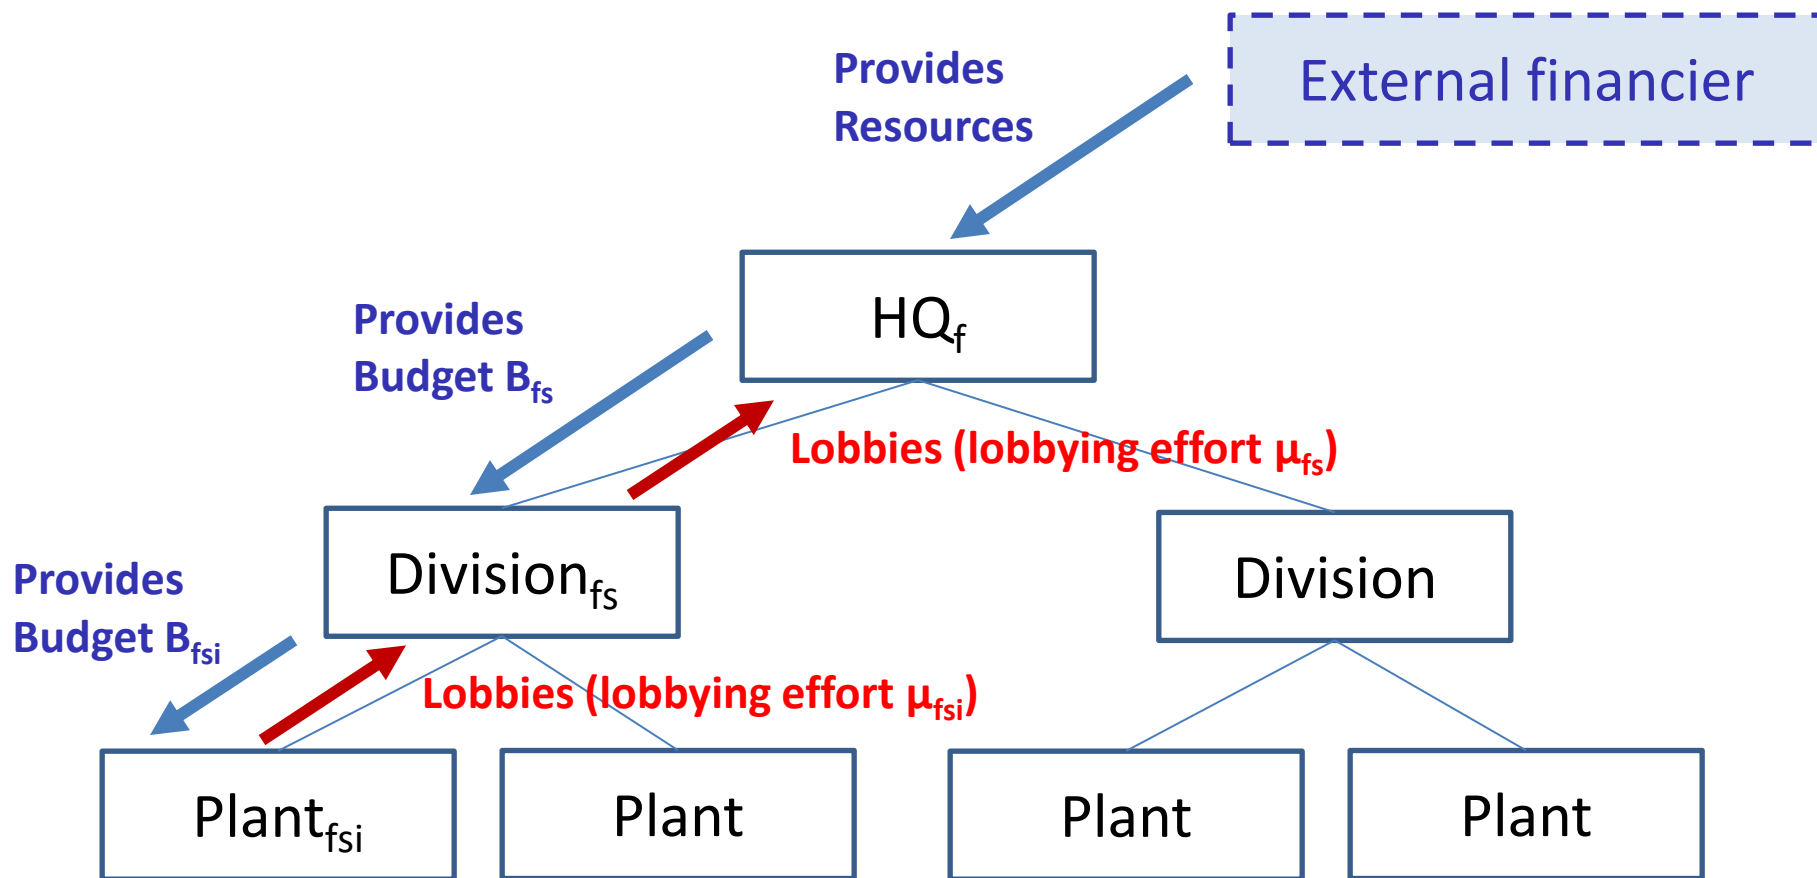 External financier
Provides
Resources
HQf
Provides
Budget Bfs
Lobbies (lobbying effort μfs)
Divisionfs
Division
Provides
Budget Bfsi
Lobbies (lobbying effort μfsi)
Plantfsi
Plant
Plant
Plant